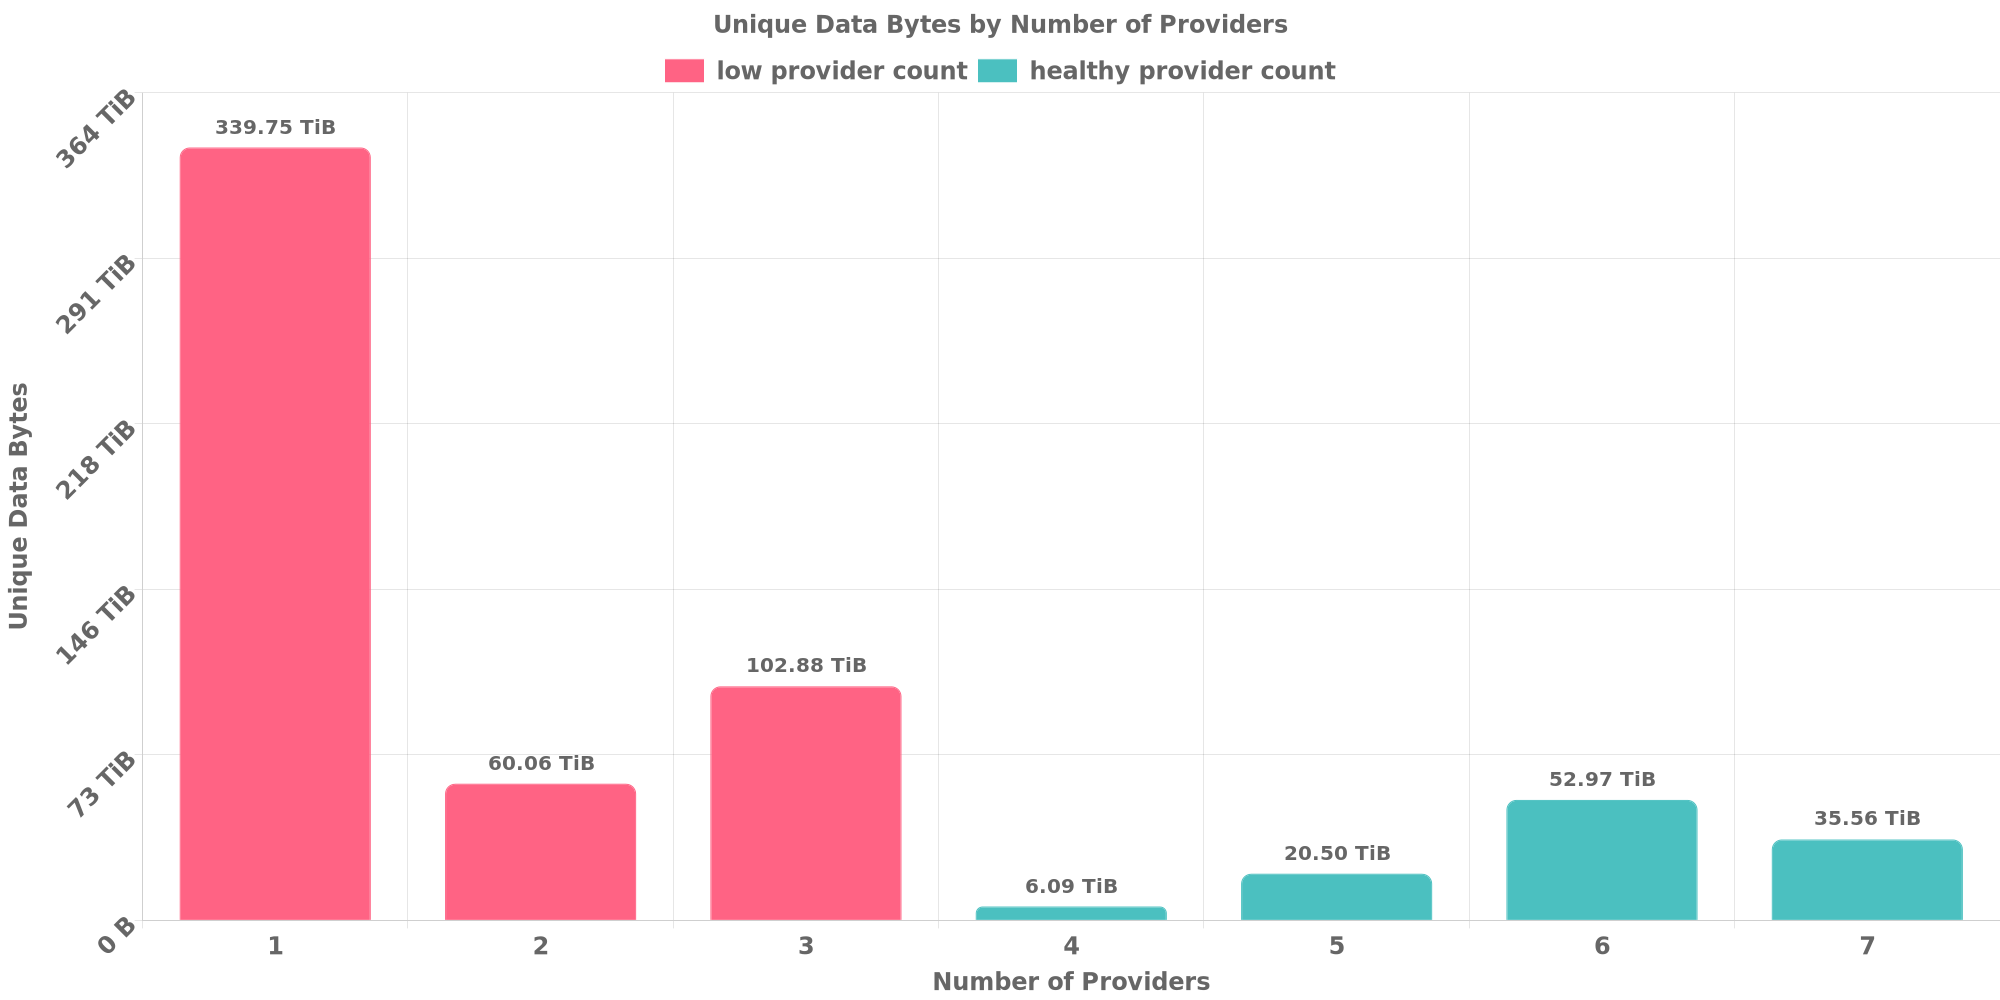 Unique Data Bytes by Number of Providers
low provider count healthy provider count
364 TiB
291 TiB
218 TiB
146 TiB
73 TiB
0 B
Unique Data Bytes
339.75 TiB
60.06 TiB
102.88 TiB
6.09 TiB
20.50 TiB
52.97 TiB
35.56 TiB
1 2 3 4 5 6 7
Number of Providers